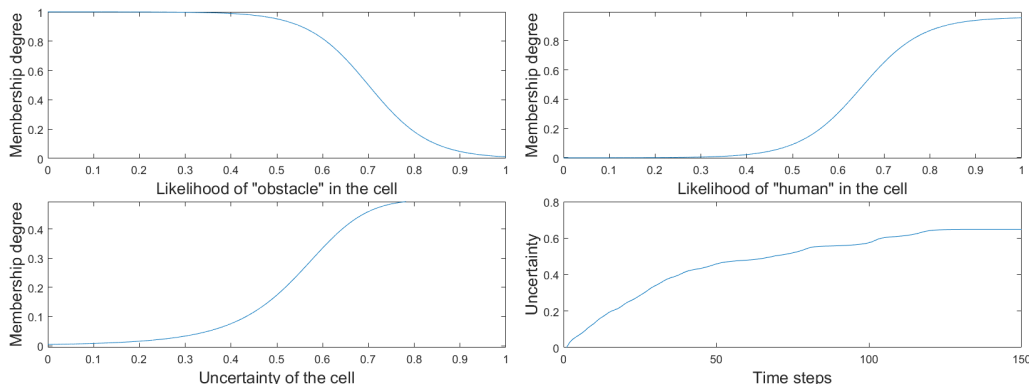 Membership degree
1
0.8
0.6
0.4
0.2
0
0 0.1 0.2 0.3 0.4 0.5 0.6 0.7 0.8 0.9 1
Likelihood of "obstacle" in the cell
Membership degree
0.8
0.6
0.4
0.2
0
0 0.1 0.2 0.3 0.4 0.5 0.6 0.7 0.8 0.9 1
Likelihood of "human" in the cell
Membership degree
0.4
0.3
0.2
0.1
0
0 0.1 0.2 0.3 0.4 0.5 0.6 0.7 0.8 0.9 1
Uncertainty of the cell
Uncertainty
0.8
0.6
0.4
0.2
0
0 50 100 150
Time steps